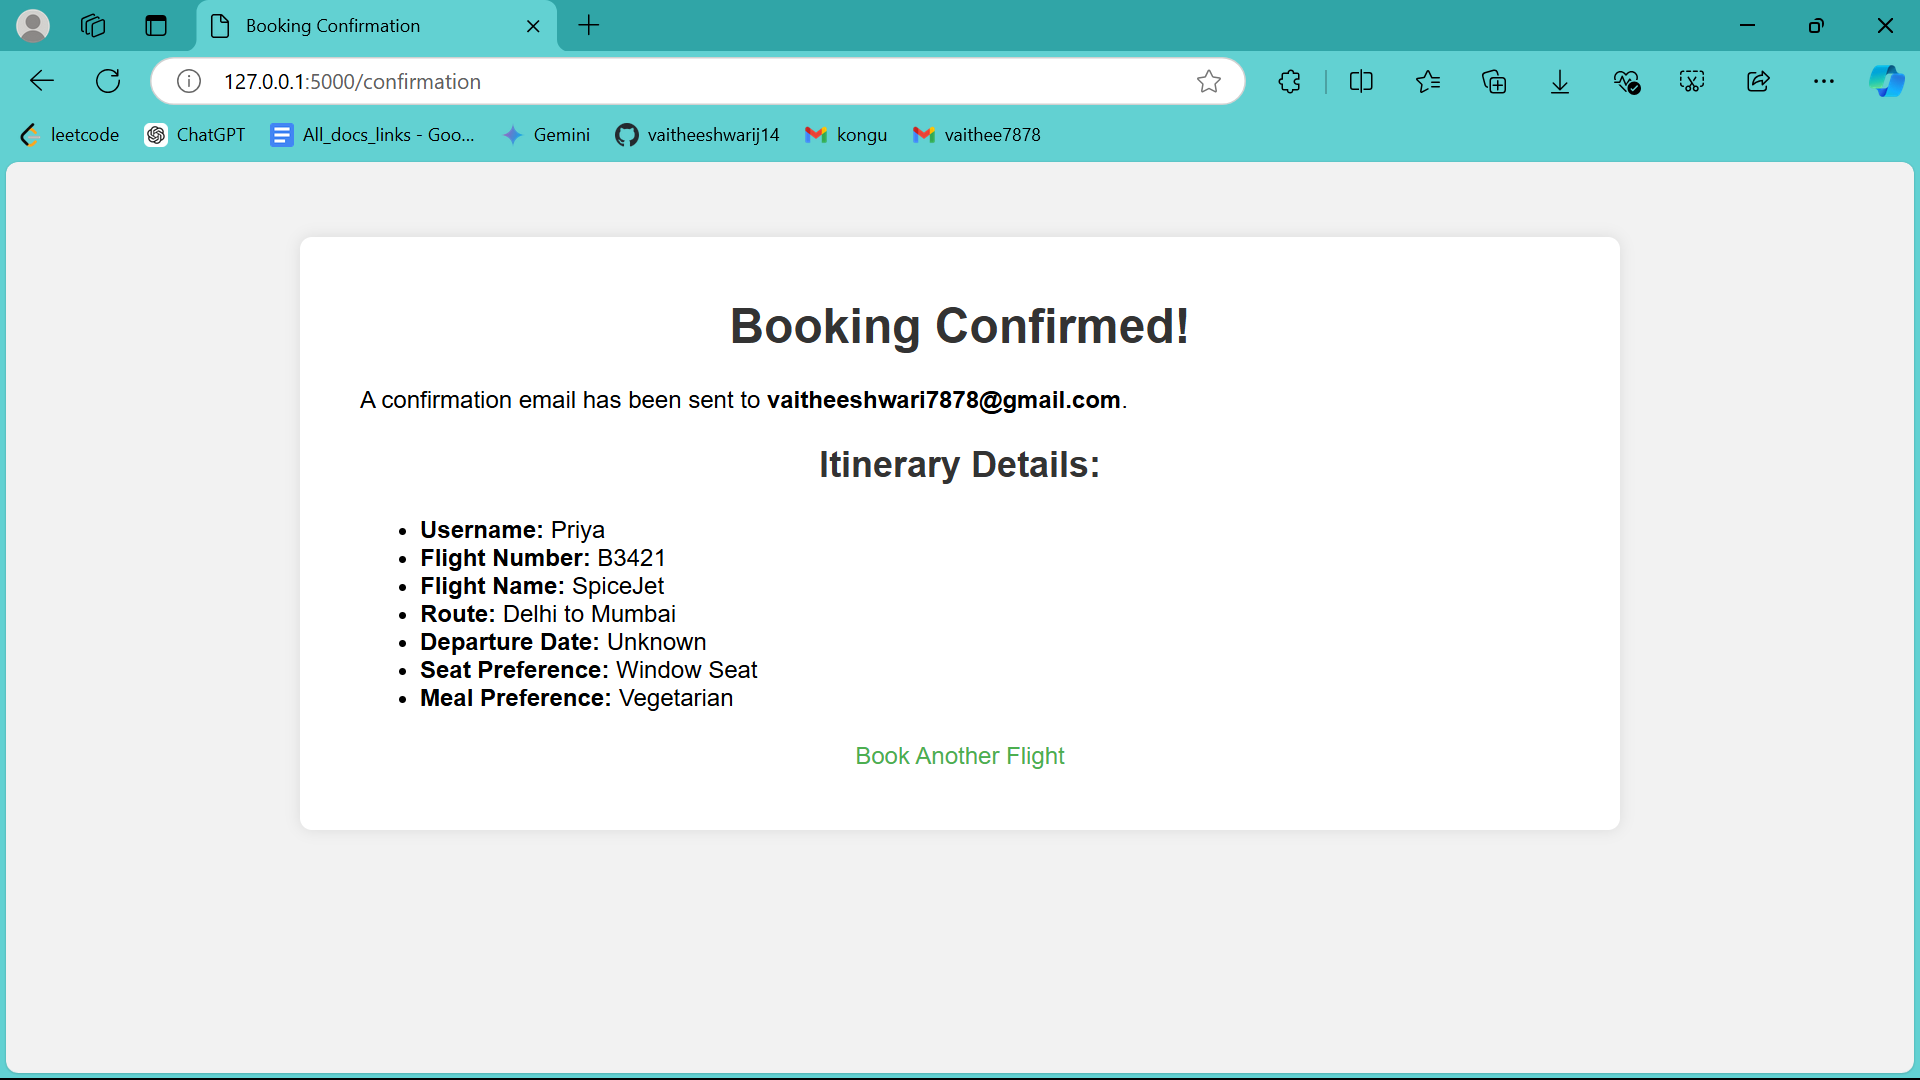 Booking Confirmation
127.0.0.1:5000/confirmation
leetcode ChatGPT All_docs_links - Goo... Gemini vaitheeshwarij14 kongu vaithee7878
Booking Confirmed!
A confirmation email has been sent to vaitheeshwari7878@gmail.com.
Itinerary Details:
• Username: Priya
• Flight Number: B3421
• Flight Name: SpiceJet
• Route: Delhi to Mumbai
• Departure Date: Unknown
• Seat Preference: Window Seat
• Meal Preference: Vegetarian
Book Another Flight